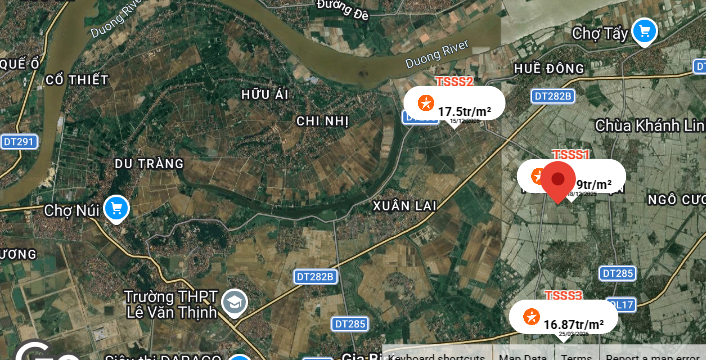 Đường Đê
Duong River
Duong River
Chợ Tẩy
QUẾ Ổ
CỔ THIẾT
HUỀ ĐÔNG
TSSS2
HỮU ÁI
17.5tr/m²
DT282B
CHI NHỊ
Chùa Khánh Lin
DT291
TSSS1
DU TRÀNG
9tr/m²
NGÔ CƯƠ
Chợ Núi
XUÂN LAI
ƯƠNG
DT282B
DT285
Trường THPT
Lê Văn Thịnh
TSSS3
QL17
DT285
16.87tr/m²
Siêu thị DABACO
Gia Bì
Keyboard shortcuts
Map Data
Terms
Report a map error